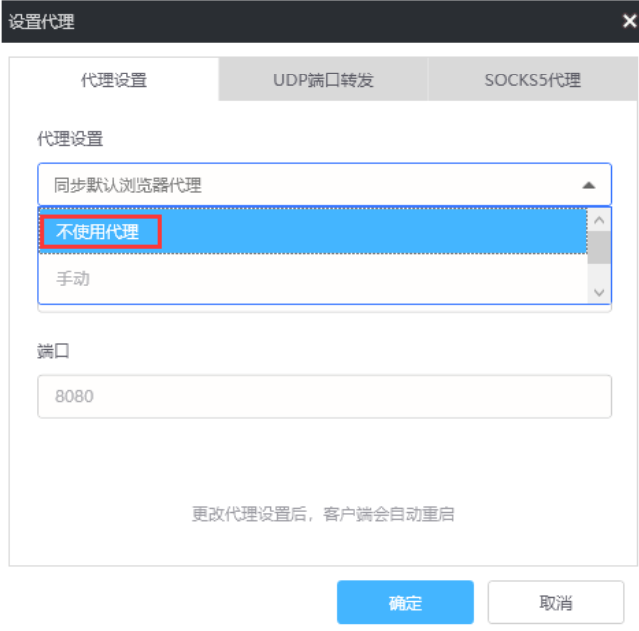 设置代理
代理设置 UDP端口转发 SOCKS5代理
代理设置
同步默认浏览器代理
不使用代理
手动
端口
8080
更改代理设置后，客户端会自动重启
确定 取消